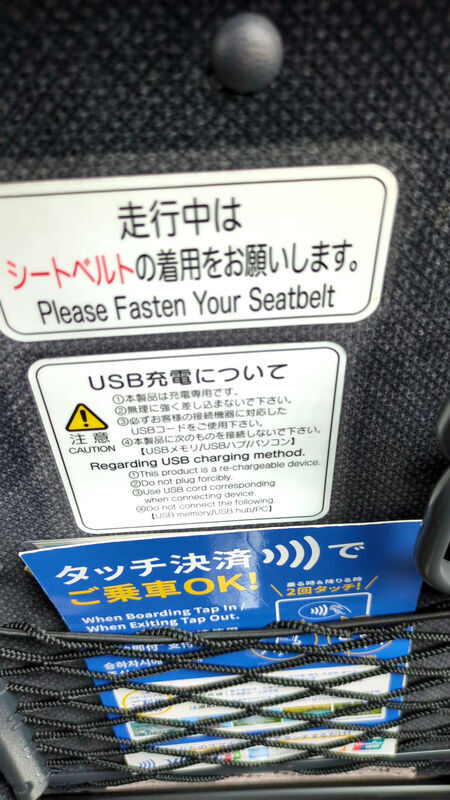 走行中は
シートベルトの着用をお願いします。
Please Fasten Your Seatbelt
USB充電について
注意
CAUTION
①本製品は充電専用です。
②無理に強く差し込まないで下さい。
③必ずお客様の接続機器に対応した
USBコードをご使用下さい。
④本製品に次のものを接続しないで下さい。
【USBメモリ/USBハブ/パソコン】
Regarding USB charging method.
①This product is a re-chargeable device.
②Do not plug forcibly.
③Use USB cord corresponding
when connecting device.
④Do not connect the following.
【USB memory/USB hub/PC】
タッチ決済 で
ご乗車OK!
乗る時&降りる時
2回タッチ!
When Boarding Tap In
When Exiting Tap Out.